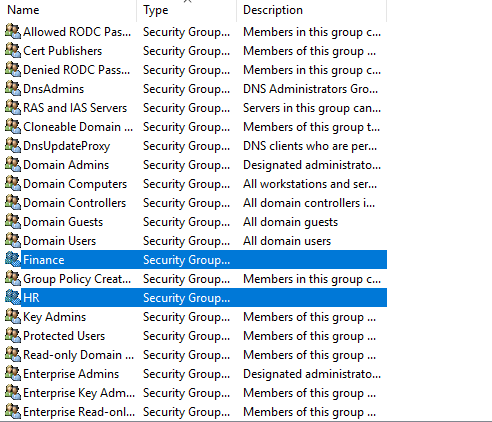 Name Type Description
Allowed RODC Pas... Security Group... Members in this group c...
Cert Publishers Security Group... Members of this group ...
Denied RODC Pass... Security Group... Members in this group c...
DnsAdmins Security Group... DNS Administrators Gro...
RAS and IAS Servers Security Group... Servers in this group can...
Cloneable Domain ... Security Group... Members of this group t...
DnsUpdateProxy Security Group... DNS clients who are per...
Domain Admins Security Group... Designated administrato...
Domain Computers Security Group... All workstations and ser...
Domain Controllers Security Group... All domain controllers i...
Domain Guests Security Group... All domain guests
Domain Users Security Group... All domain users
Finance Security Group...
Group Policy Creat... Security Group... Members in this group c...
HR Security Group...
Key Admins Security Group... Members of this group ...
Protected Users Security Group... Members of this group ...
Read-only Domain ... Security Group... Members of this group ...
Enterprise Admins Security Group... Designated administrato...
Enterprise Key Adm... Security Group... Members of this group ...
Enterprise Read-onl... Security Group... Members of this group ...